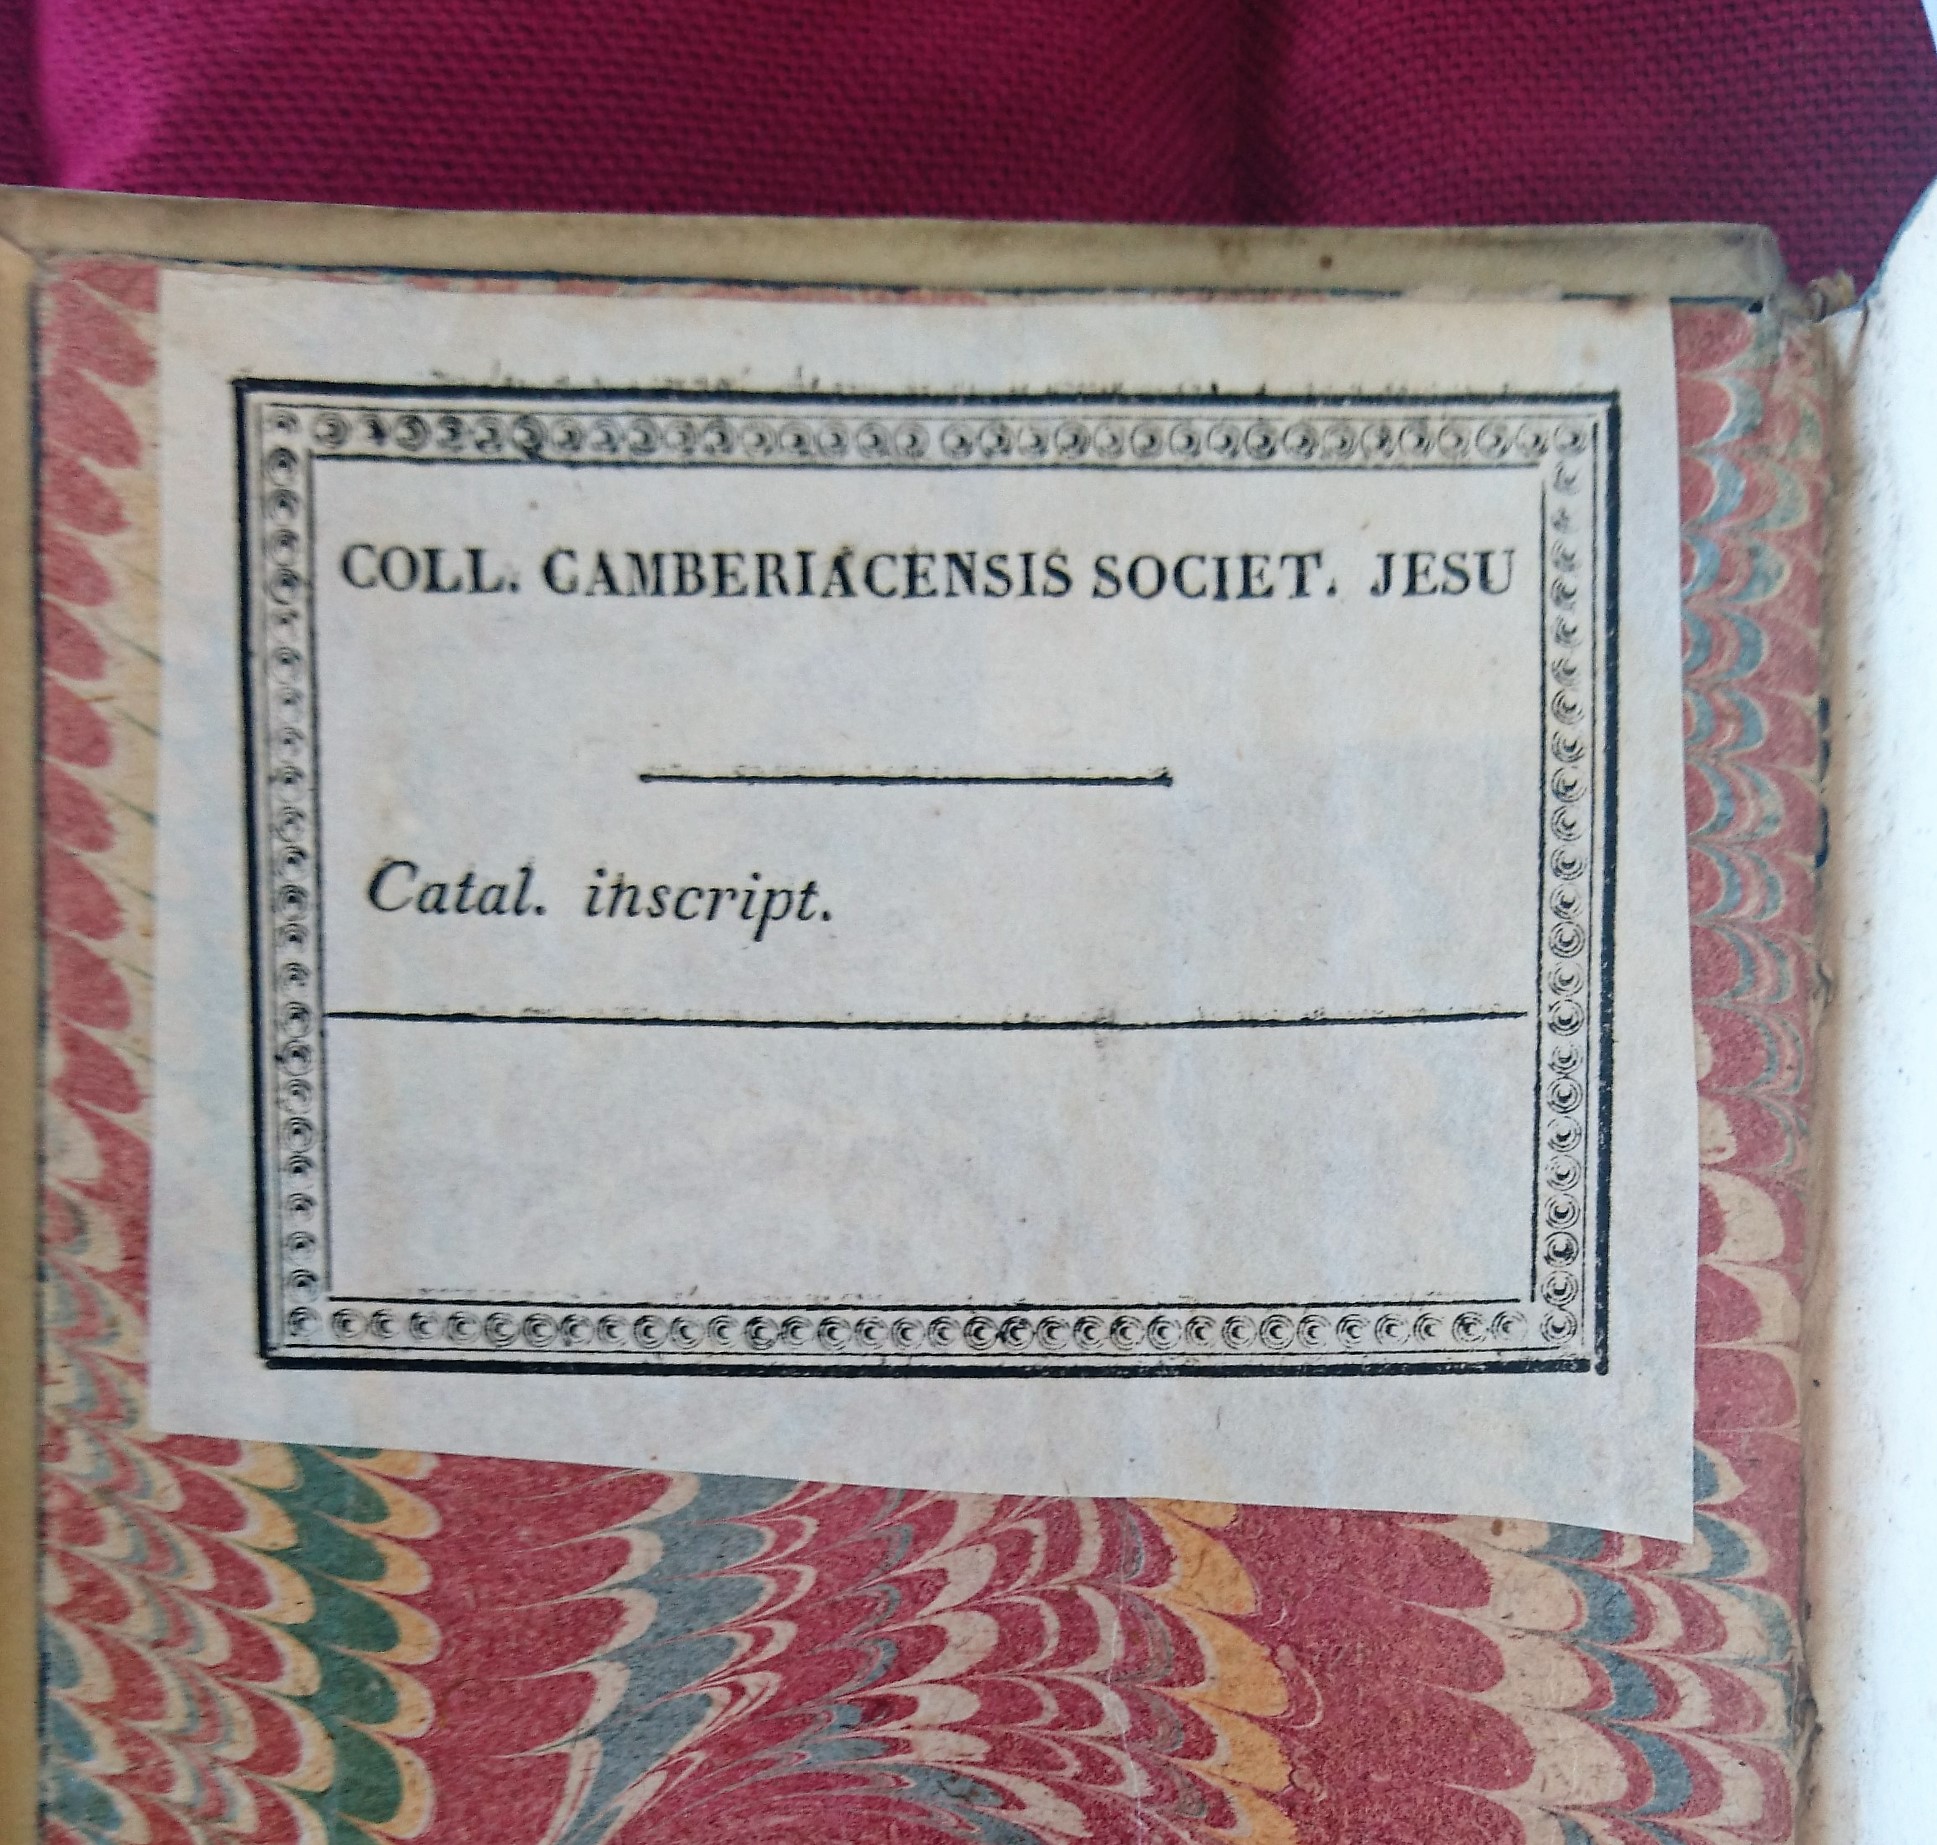 COLL. CAMBERIACENSIS SOCIET. JESU
Catal. inscript.